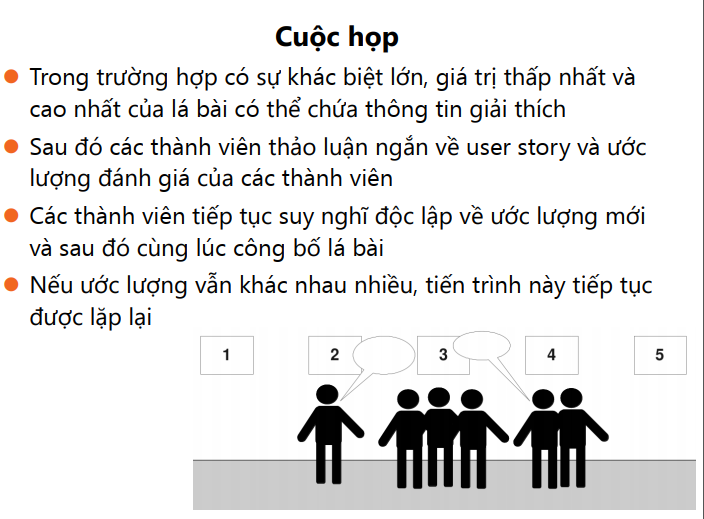 Cuộc họp
Trong trường hợp có sự khác biệt lớn, giá trị thấp nhất và
cao nhất của lá bài có thể chứa thông tin giải thích
Sau đó các thành viên thảo luận ngắn về user story và ước
lượng đánh giá của các thành viên
Các thành viên tiếp tục suy nghĩ độc lập về ước lượng mới
và sau đó cùng lúc công bố lá bài
Nếu ước lượng vẫn khác nhau nhiều, tiến trình này tiếp tục
được lặp lại
1 2 3 4 5